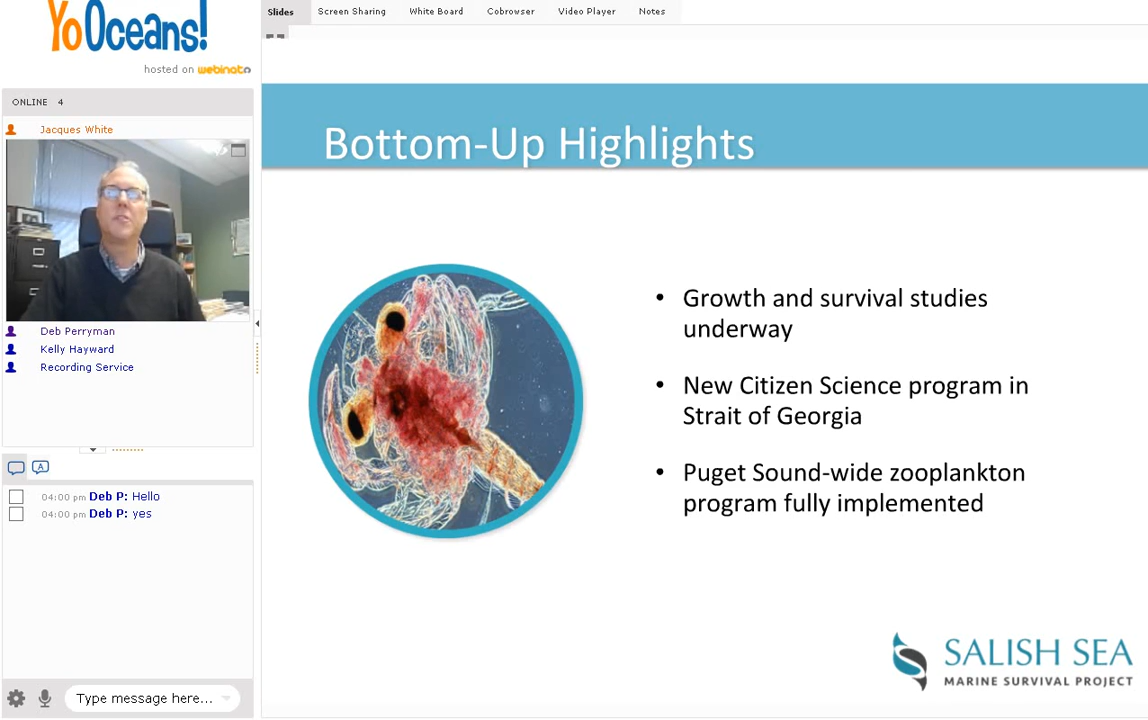 YoOceans!
hosted on webinato
ONLINE 4
Jacques White
Deb Perryman
Kelly Hayward
Recording Service
04:00 pm Deb P: Hello
04:00 pm Deb P: yes
Type message here...
Slides Screen Sharing White Board Cobrowser Video Player Notes
Bottom-Up Highlights
• Growth and survival studies
underway
• New Citizen Science program in
Strait of Georgia
• Puget Sound-wide zooplankton
program fully implemented
SALISH SEA
MARINE SURVIVAL PROJECT